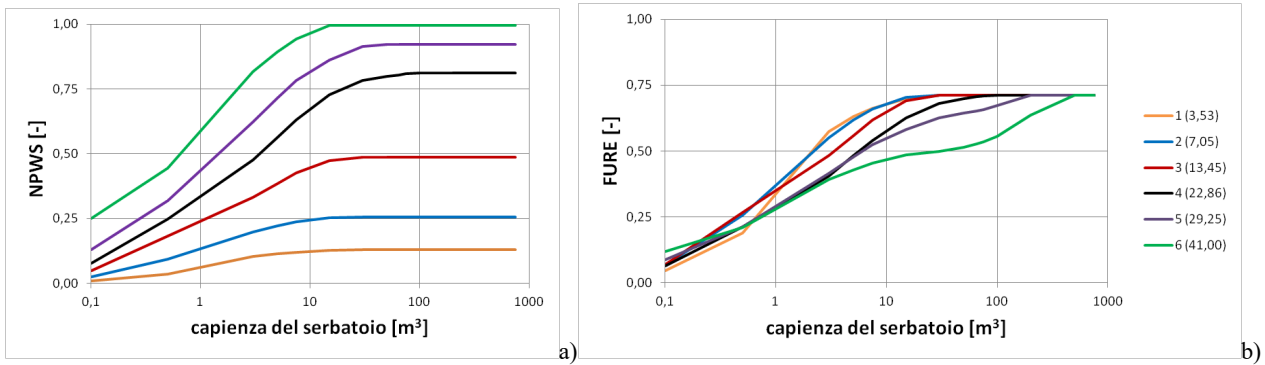 1,00
0,75
0,50
0,25
0,00
NPWS [-]
0,1 1 10 100 1000
capienza del serbatoio [m³]
a)
1,00
0,75
0,50
0,25
0,00
FURE [-]
0,1 1 10 100 1000
capienza del serbatoio [m³]
1 (3,53)
2 (7,05)
3 (13,45)
4 (22,86)
5 (29,25)
6 (41,00)
b)